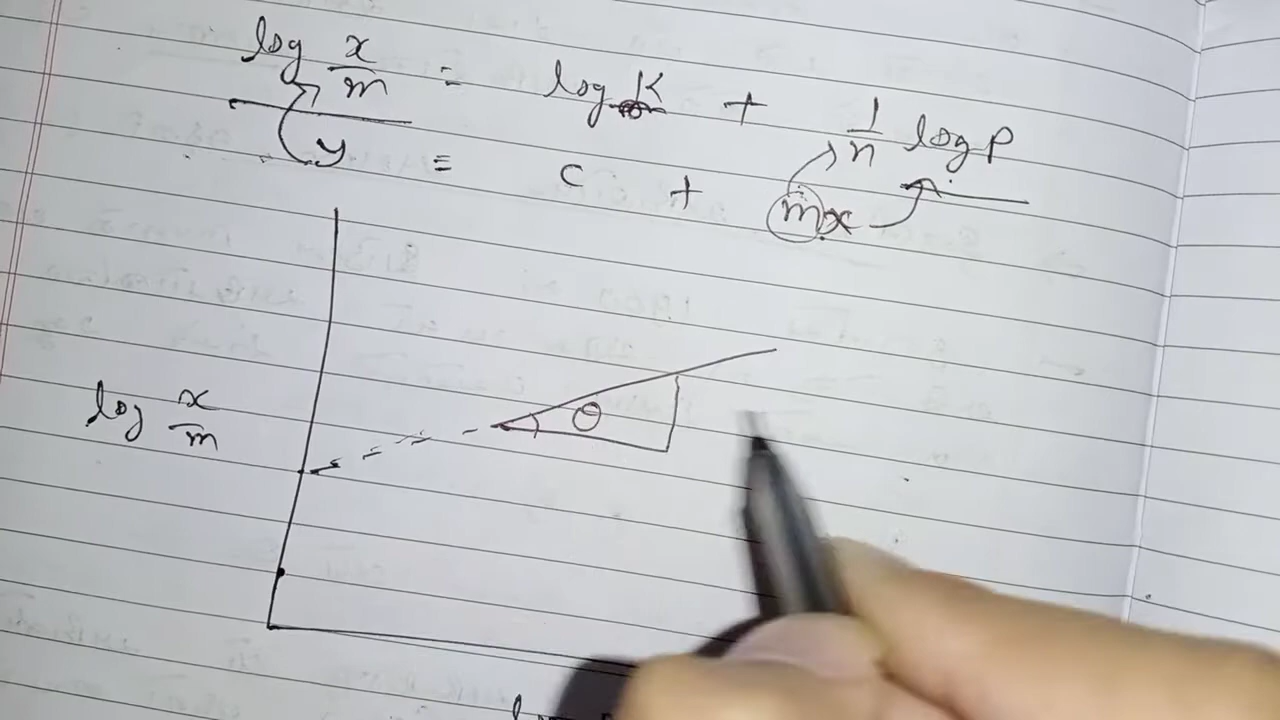 log x/m = log K + 1/n log P
y = c + mx
log x/m
θ